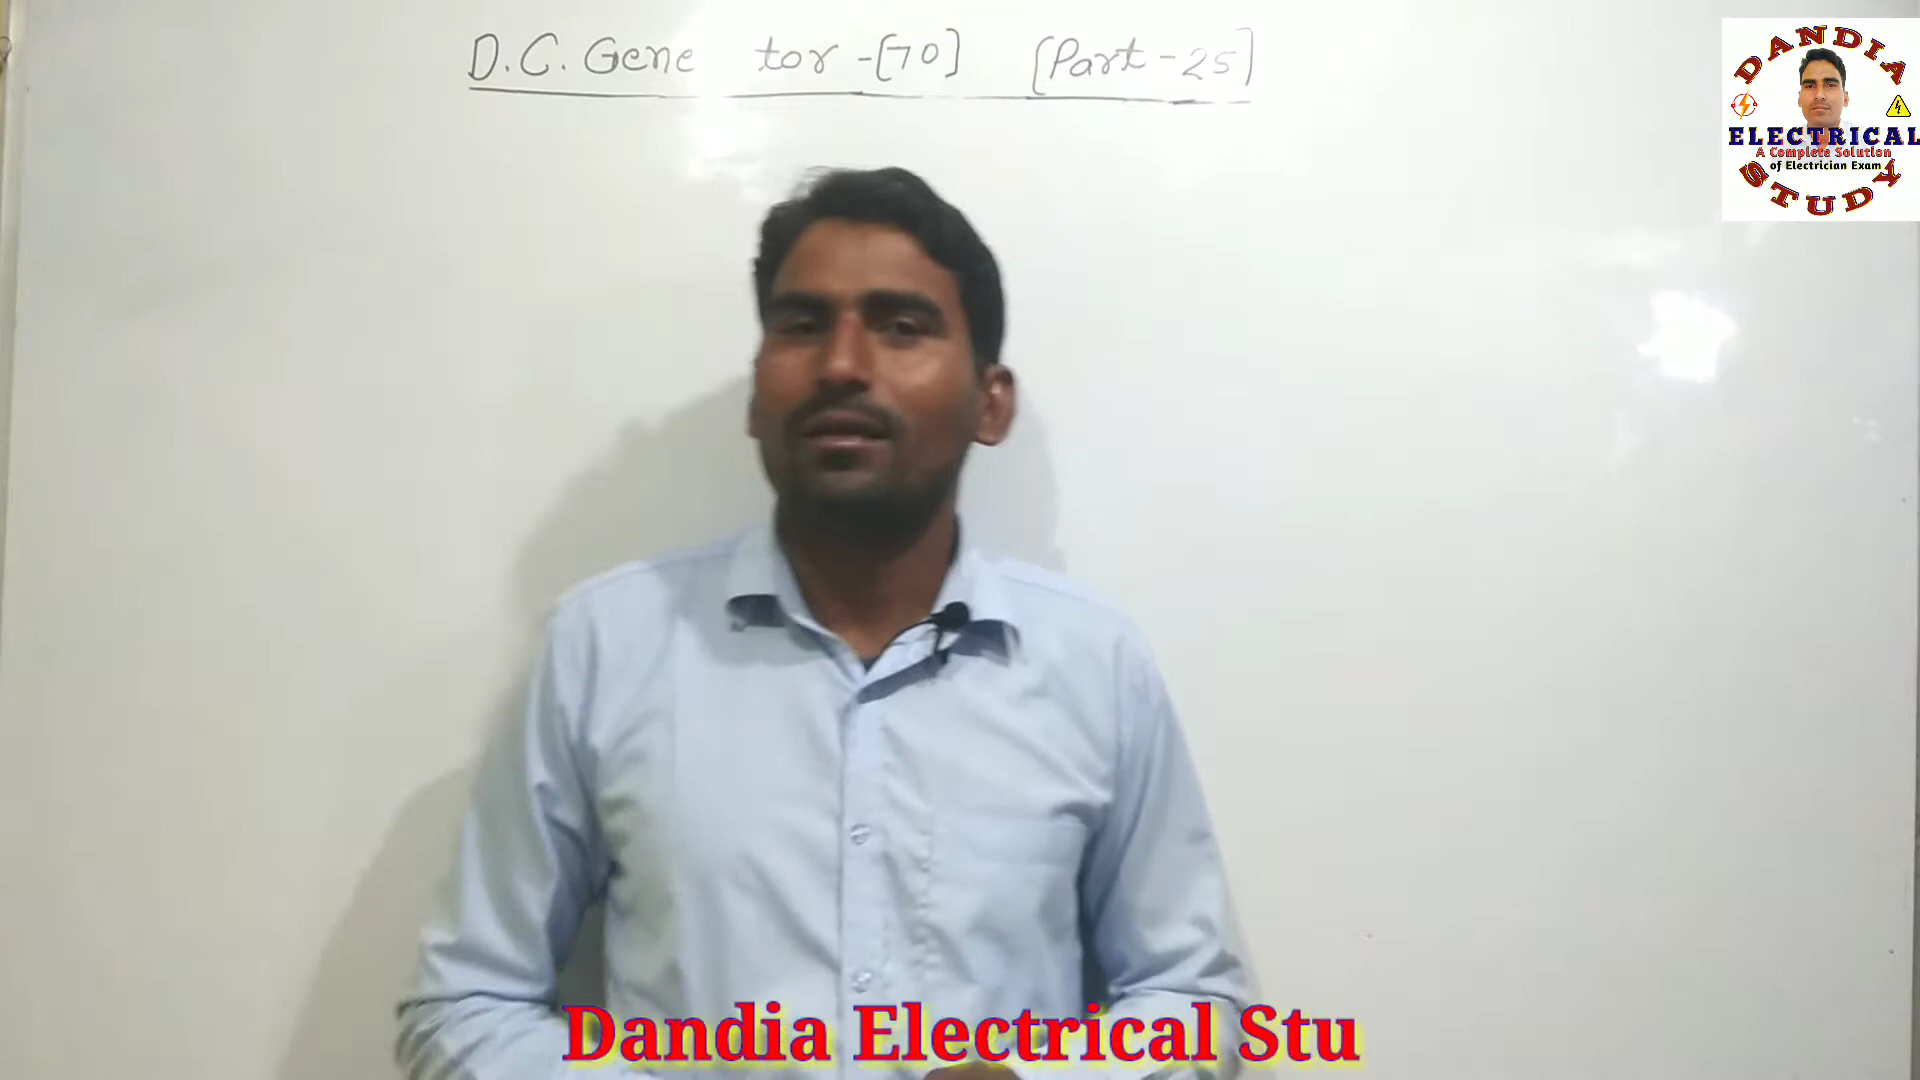 D.C. Gene tor -[70] [Part-25]
DANDIA
ELECTRICAL
A Complete Solution
of Electrician Exam
STUDY
Dandia Electrical Stu